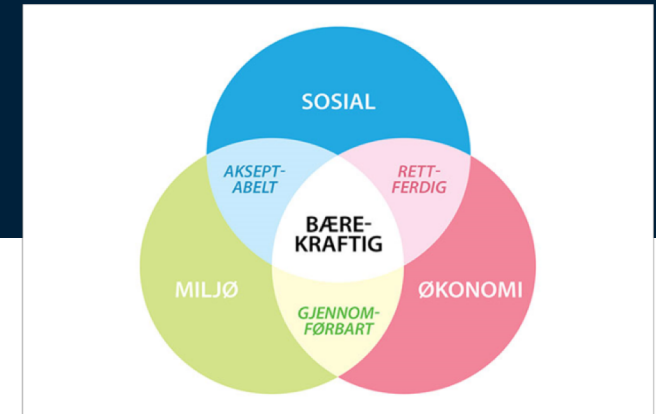 SOSIAL
AKSEPT-
ABELT
RETT-
FERDIG
BÆRE-
KRAFTIG
MILJØ
ØKONOMI
GJENNOM-
FØRBART